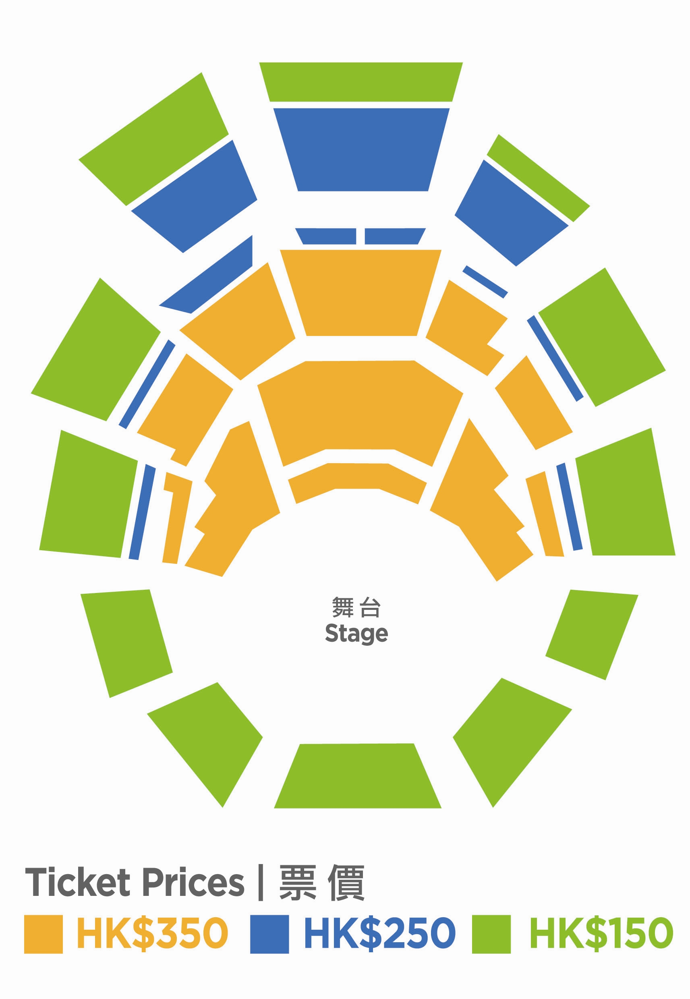 舞台
Stage
Ticket Prices | 票價
HK$350 HK$250 HK$150